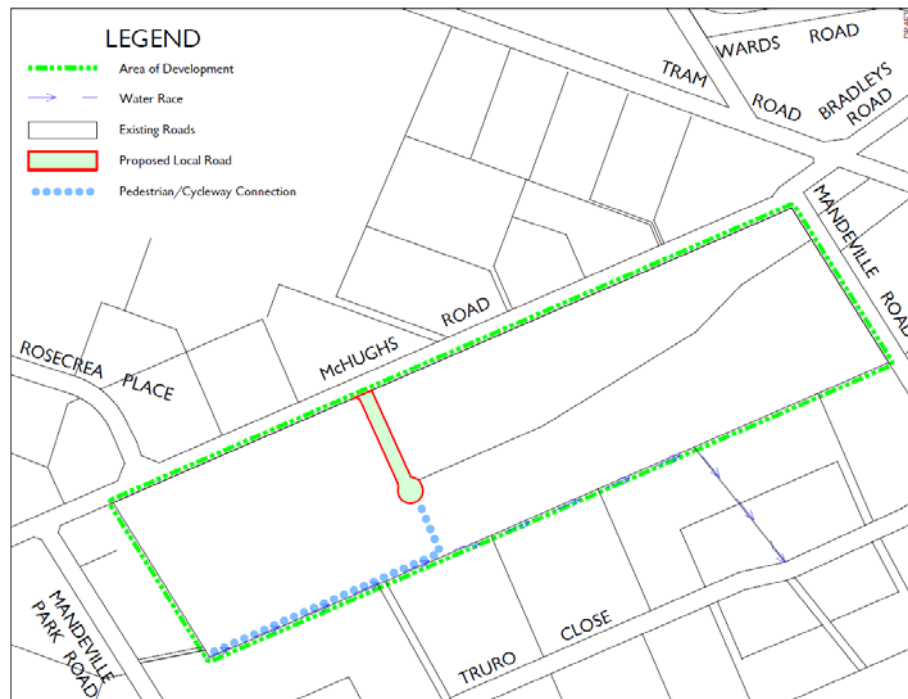 LEGEND
Area of Development
Water Race
Existing Roads
Proposed Local Road
Pedestrian/Cycleway Connection
WARDS ROAD
TRAM
ROAD
BRADLEYS
ROAD
MANDEVILLE
ROAD
McHUGHS ROAD
ROSECREA PLACE
MANDEVILLE
PARK ROAD
TRURO CLOSE